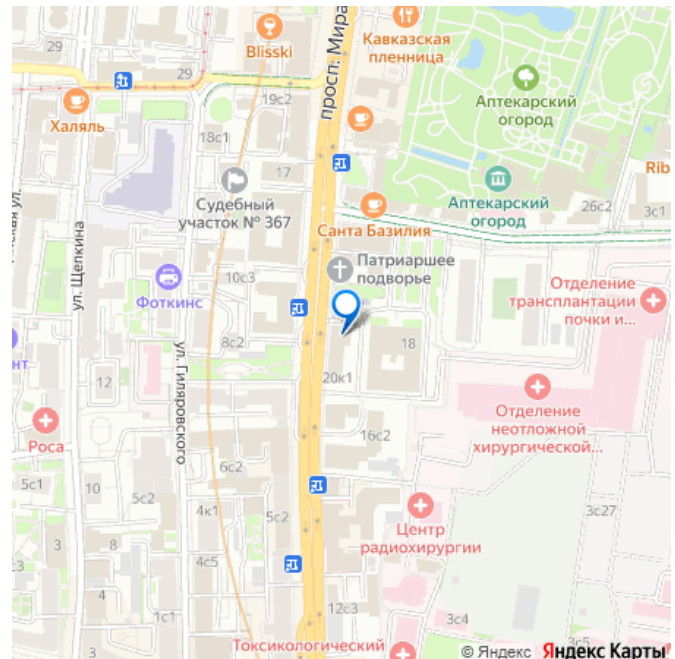 Blisski
Кавказская
пленница
просп. Мира
29
29
Халяль
19с2
Аптекарский
огород
18с1
17
Rib
Судебный
участок № 367
Санта Базилия
Аптекарский
огород
26с2
3с1
ул. Щепкина
Патриаршее
подворье
10с3
Фоткинс
Отделение
трансплантации
почки и...
8с2
18
нт
ул. Гиляровского
12
20к1
Отделение
неотложной
хирургической...
Роса
16с2
6с2
5с1
10
5с2
4к1
5с2
3с27
Центр
радиохирургии
3
8
4с5
4
1с1
12с3
3с4
3с6
Токсикологический
© Яндекс Яндекс Карты